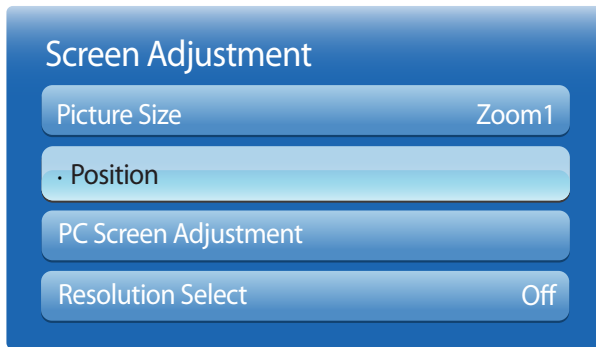 Screen Adjustment
Picture Size Zoom1
· Position
PC Screen Adjustment
Resolution Select Off